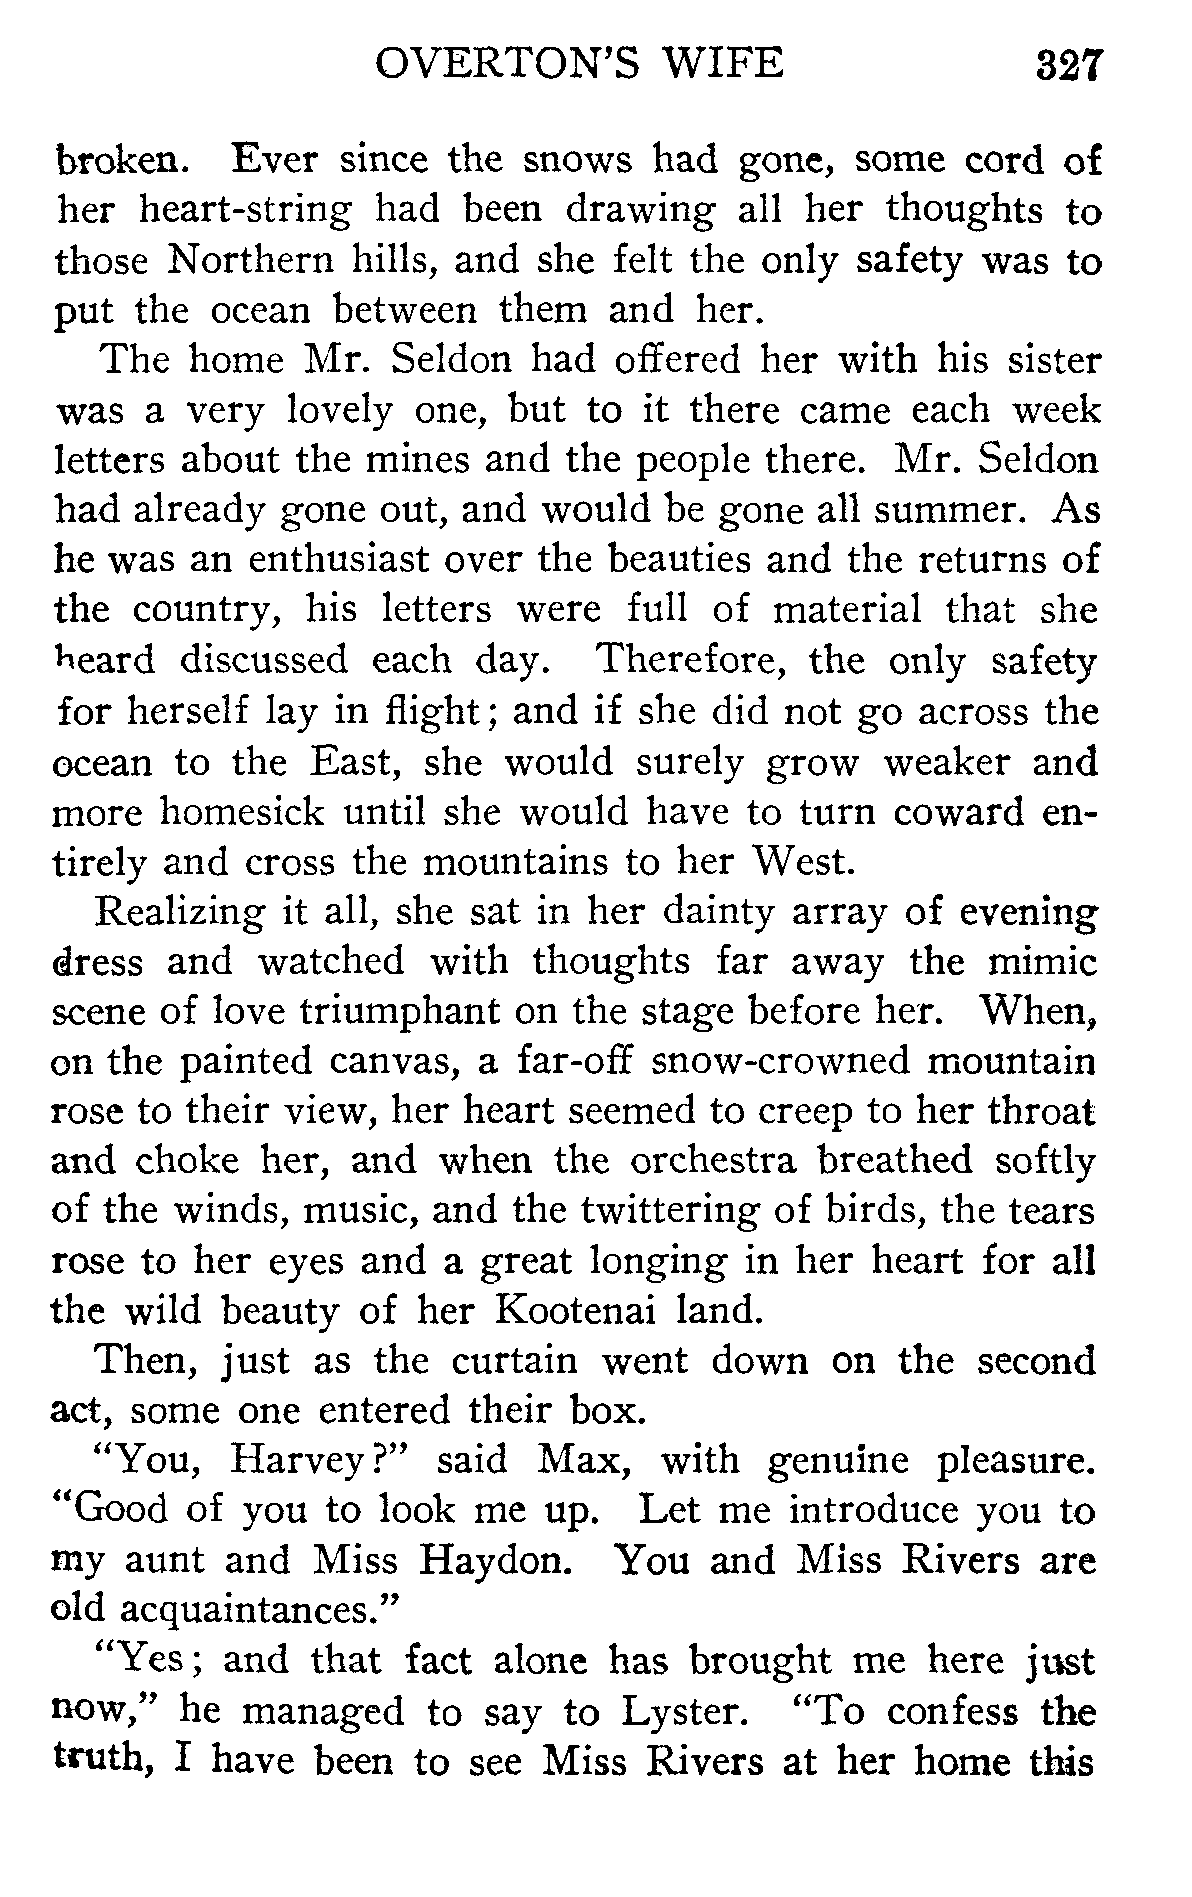 OVERTON'S WIFE 327
broken. Ever since the snows had gone, some cord of
her heart-string had been drawing all her thoughts to
those Northern hills, and she felt the only safety was to
put the ocean between them and her.
The home Mr. Seldon had offered her with his sister
was a very lovely one, but to it there came each week
letters about the mines and the people there. Mr. Seldon
had already gone out, and would be gone all summer. As
he was an enthusiast over the beauties and the returns of
the country, his letters were full of material that she
heard discussed each day. Therefore, the only safety
for herself lay in flight; and if she did not go across the
ocean to the East, she would surely grow weaker and
more homesick until she would have to turn coward en-
tirely and cross the mountains to her West.
Realizing it all, she sat in her dainty array of evening
dress and watched with thoughts far away the mimic
scene of love triumphant on the stage before her. When,
on the painted canvas, a far-off snow-crowned mountain
rose to their view, her heart seemed to creep to her throat
and choke her, and when the orchestra breathed softly
of the winds, music, and the twittering of birds, the tears
rose to her eyes and a great longing in her heart for all
the wild beauty of her Kootenai land.
Then, just as the curtain went down on the second
act, some one entered their box.
"You, Harvey?" said Max, with genuine pleasure.
"Good of you to look me up. Let me introduce you to
my aunt and Miss Haydon. You and Miss Rivers are
old acquaintances."
"Yes; and that fact alone has brought me here just
now," he managed to say to Lyster. "To confess the
truth, I have been to see Miss Rivers at her home this